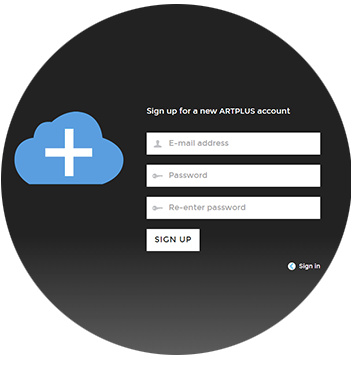 Sign up for a new ARTPLUS account
E-mail address
Password
Re-enter password
SIGN UP
Sign in